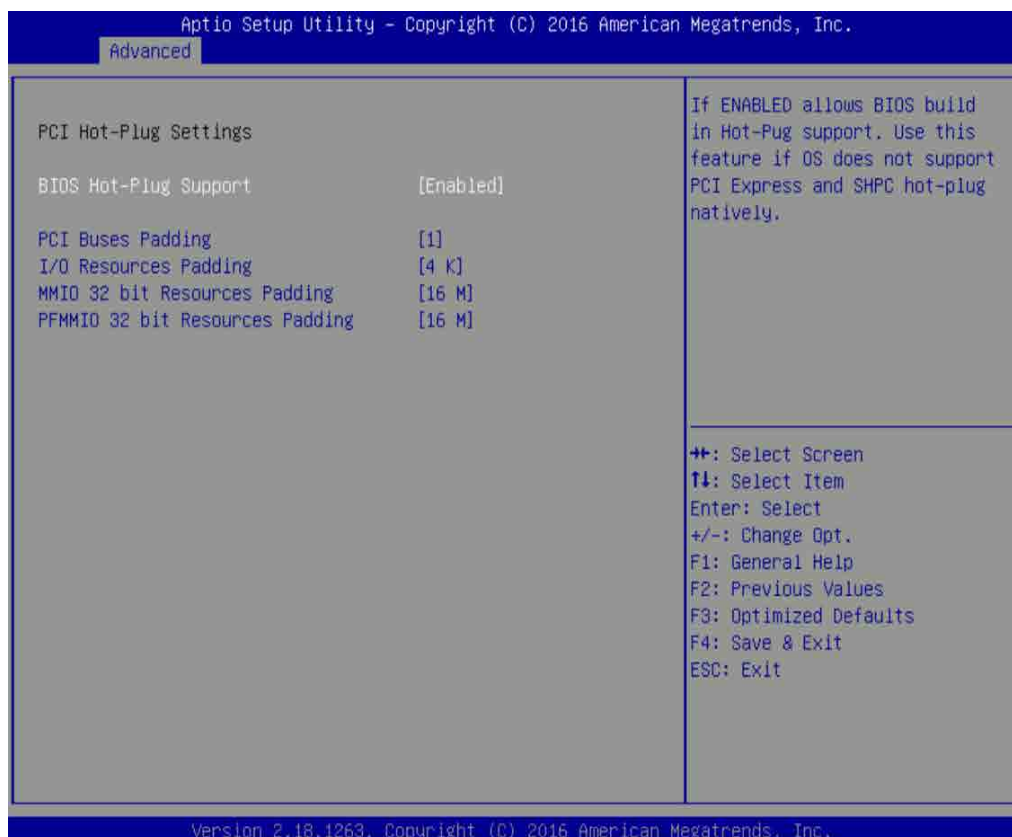 Aptio Setup Utility – Copyright (C) 2016 American Megatrends, Inc.
Advanced
PCI Hot-Plug Settings
BIOS Hot-Plug Support [Enabled]
PCI Buses Padding [1]
I/O Resources Padding [4 K]
MMIO 32 bit Resources Padding [16 M]
PFMMIO 32 bit Resources Padding [16 M]
If ENABLED allows BIOS build
in Hot-Pug support. Use this
feature if OS does not support
PCI Express and SHPC hot-plug
natively.
→←: Select Screen
↑↓: Select Item
Enter: Select
+/-: Change Opt.
F1: General Help
F2: Previous Values
F3: Optimized Defaults
F4: Save & Exit
ESC: Exit
Version 2.18.1263. Copyright (C) 2016 American Megatrends, Inc.